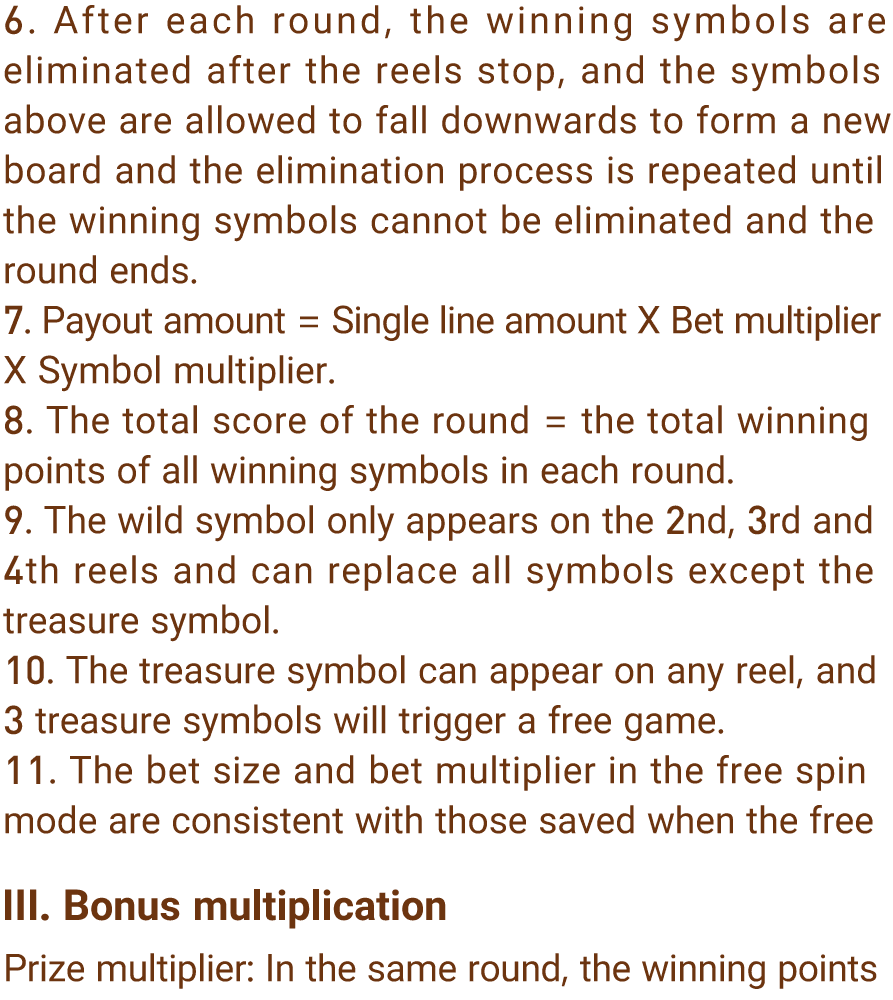 6. After each round, the winning symbols are
eliminated after the reels stop, and the symbols
above are allowed to fall downwards to form a new
board and the elimination process is repeated until
the winning symbols cannot be eliminated and the
round ends.
7. Payout amount = Single line amount X Bet multiplier
X Symbol multiplier.
8. The total score of the round = the total winning
points of all winning symbols in each round.
9. The wild symbol only appears on the 2nd, 3rd and
4th reels and can replace all symbols except the
treasure symbol.
10. The treasure symbol can appear on any reel, and
3 treasure symbols will trigger a free game.
11. The bet size and bet multiplier in the free spin
mode are consistent with those saved when the free
III. Bonus multiplication
Prize multiplier: In the same round, the winning points